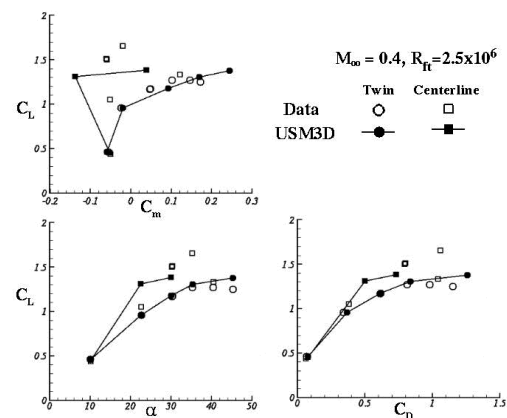 2
1.5
C_L
1
0.5
0
-0.2 -0.1 0 0.1 0.2 0.3
C_m
M∞ = 0.4, R_ft=2.5x10^6
Twin Centerline
Data
USM3D
2
1.5
C_L
1
0.5
0
0 10 20 30 40 50
α
2
1.5
1
0.5
0
0 0.5 1 1.5
C_D